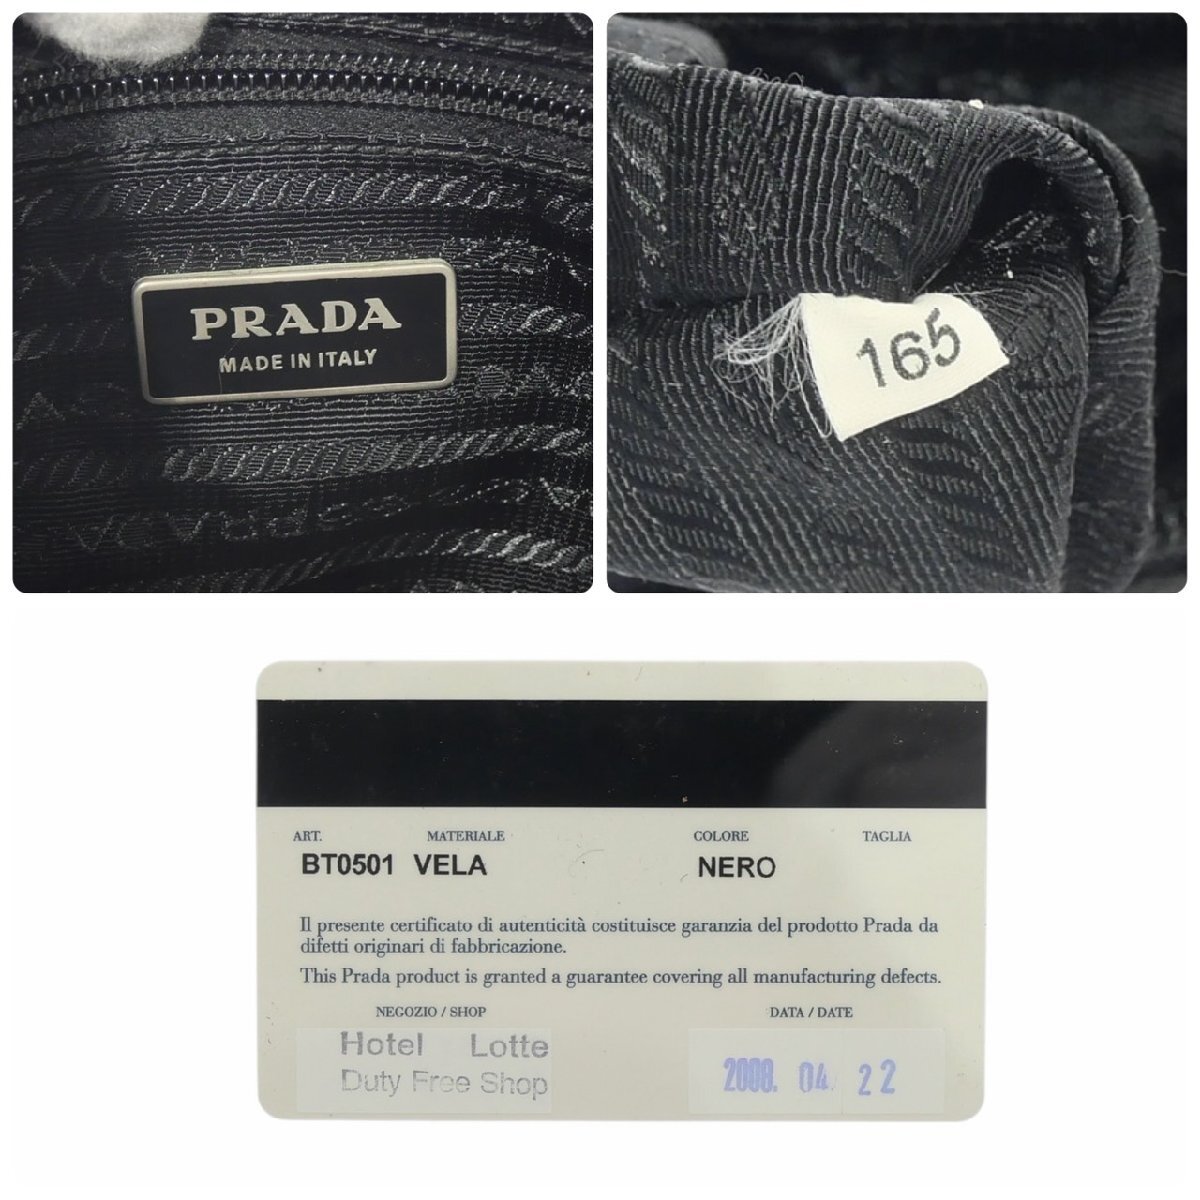 PRADA
MADE IN ITALY
165
ART. MATERIALE COLORE TAGLIA
BT0501 VELA NERO
Il presente certificato di autenticità costituisce garanzia del prodotto Prada da
difetti originari di fabbricazione.
This Prada product is granted a guarantee covering all manufacturing defects.
NEGOZIO / SHOP DATA / DATE
Hotel Lotte
Duty Free Shop
2008. 04 22